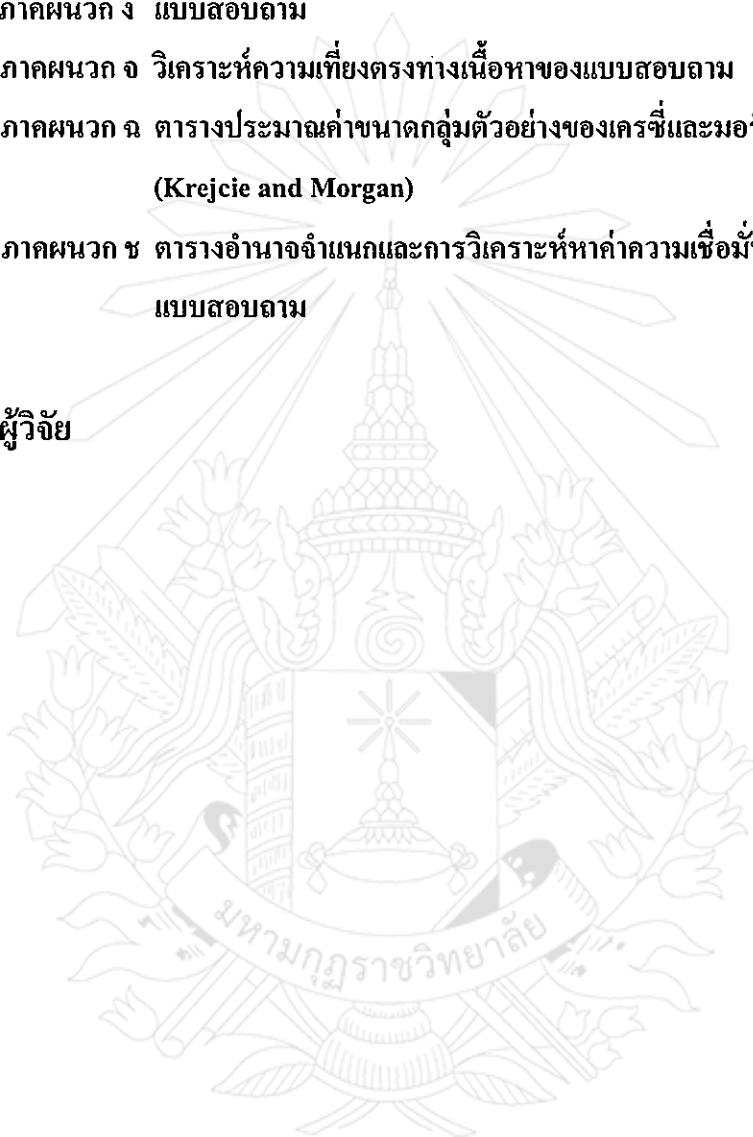 ภาคผนวก ง แบบสอบถาม
ภาคผนวก จ วิเคราะห์ความเที่ยงตรงทางเนื้อหาของแบบสอบถาม
ภาคผนวก ฉ ตารางประมาณค่าขนาดกลุ่มตัวอย่างของเครซี่และมอ
(Krejcie and Morgan)
ภาคผนวก ช ตารางอำนาจจำแนกและการวิเคราะห์หาค่าความเชื่อมั่
แบบสอบถาม
ผู้วิจัย
มหามกุฏราชวิทยาลัย